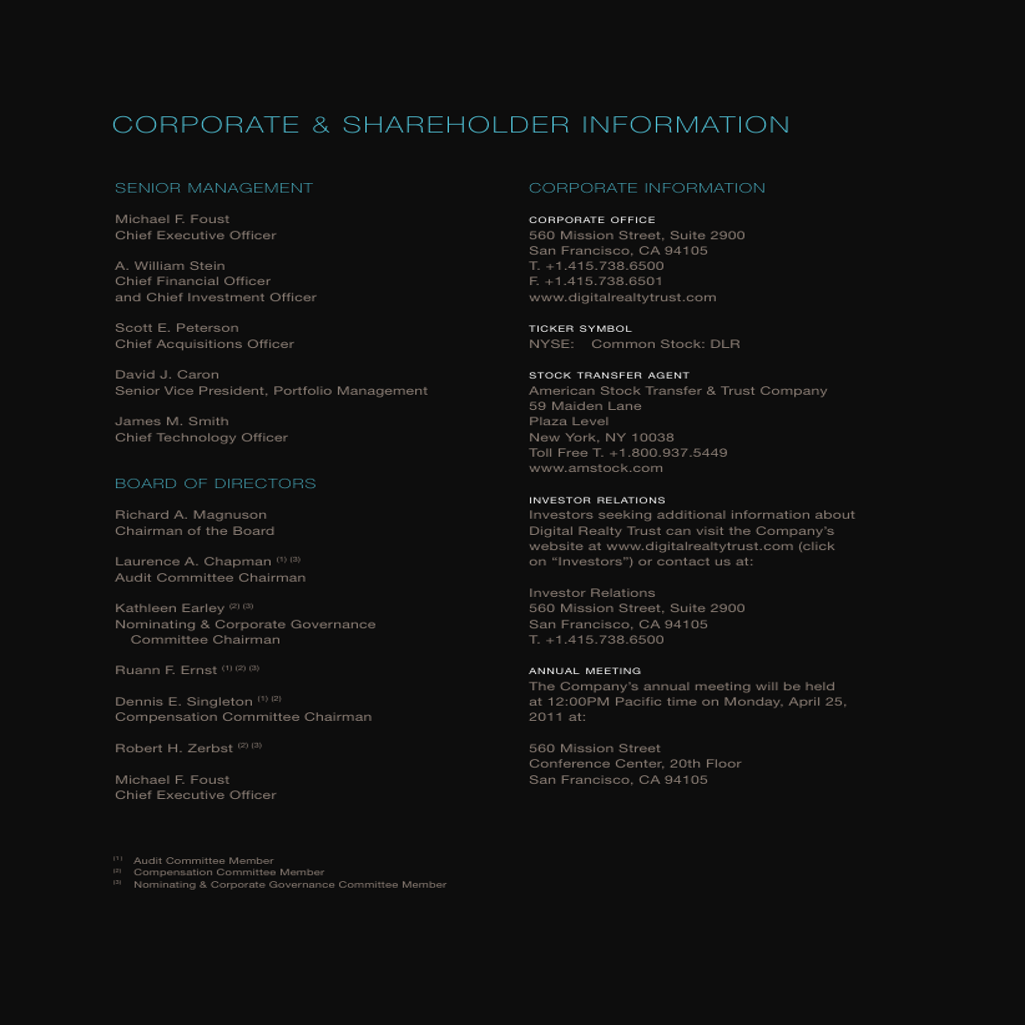 CORPORATE & SHAREHOLDER INFORMATION
SENIOR MANAGEMENT
Michael F. Foust
Chief Executive Officer
A. William Stein
Chief Financial Officer
and Chief Investment Officer
Scott E. Peterson
Chief Acquisitions Officer
David J. Caron
Senior Vice President, Portfolio Management
James M. Smith
Chief Technology Officer
BOARD OF DIRECTORS
Richard A. Magnuson
Chairman of the Board
Laurence A. Chapman (1) (3)
Audit Committee Chairman
Kathleen Earley (2) (3)
Nominating & Corporate Governance
Committee Chairman
Ruann F. Ernst (1) (2) (3)
Dennis E. Singleton (1) (2)
Compensation Committee Chairman
Robert H. Zerbst (2) (3)
Michael F. Foust
Chief Executive Officer
(1) Audit Committee Member
(2) Compensation Committee Member
(3) Nominating & Corporate Governance Committee Member
CORPORATE INFORMATION
CORPORATE OFFICE
560 Mission Street, Suite 2900
San Francisco, CA 94105
T. +1.415.738.6500
F. +1.415.738.6501
www.digitalrealtytrust.com
TICKER SYMBOL
NYSE: Common Stock: DLR
STOCK TRANSFER AGENT
American Stock Transfer & Trust Company
59 Maiden Lane
Plaza Level
New York, NY 10038
Toll Free T. +1.800.937.5449
www.amstock.com
INVESTOR RELATIONS
Investors seeking additional information about
Digital Realty Trust can visit the Company’s
website at www.digitalrealtytrust.com (click
on “Investors”) or contact us at:
Investor Relations
560 Mission Street, Suite 2900
San Francisco, CA 94105
T. +1.415.738.6500
ANNUAL MEETING
The Company’s annual meeting will be held
at 12:00PM Pacific time on Monday, April 25,
2011 at:
560 Mission Street
Conference Center, 20th Floor
San Francisco, CA 94105